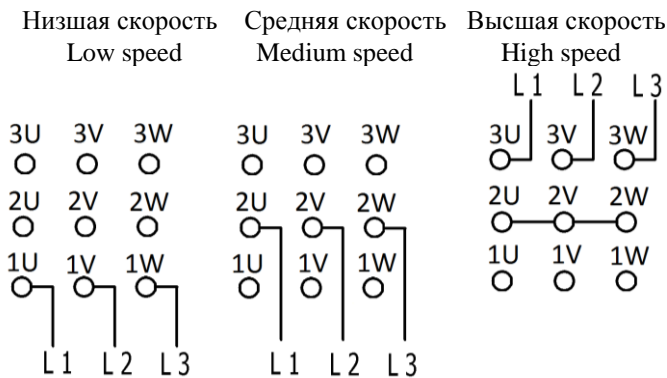 Низшая скорость Средняя скорость Высшая скорость
Low speed Medium speed High speed
L1 L2 L3
3U 3V 3W 3U 3V 3W 3U 3V 3W
2U 2V 2W 2U 2V 2W 2U 2V 2W
1U 1V 1W 1U 1V 1W 1U 1V 1W
L1 L2 L3 L1 L2 L3